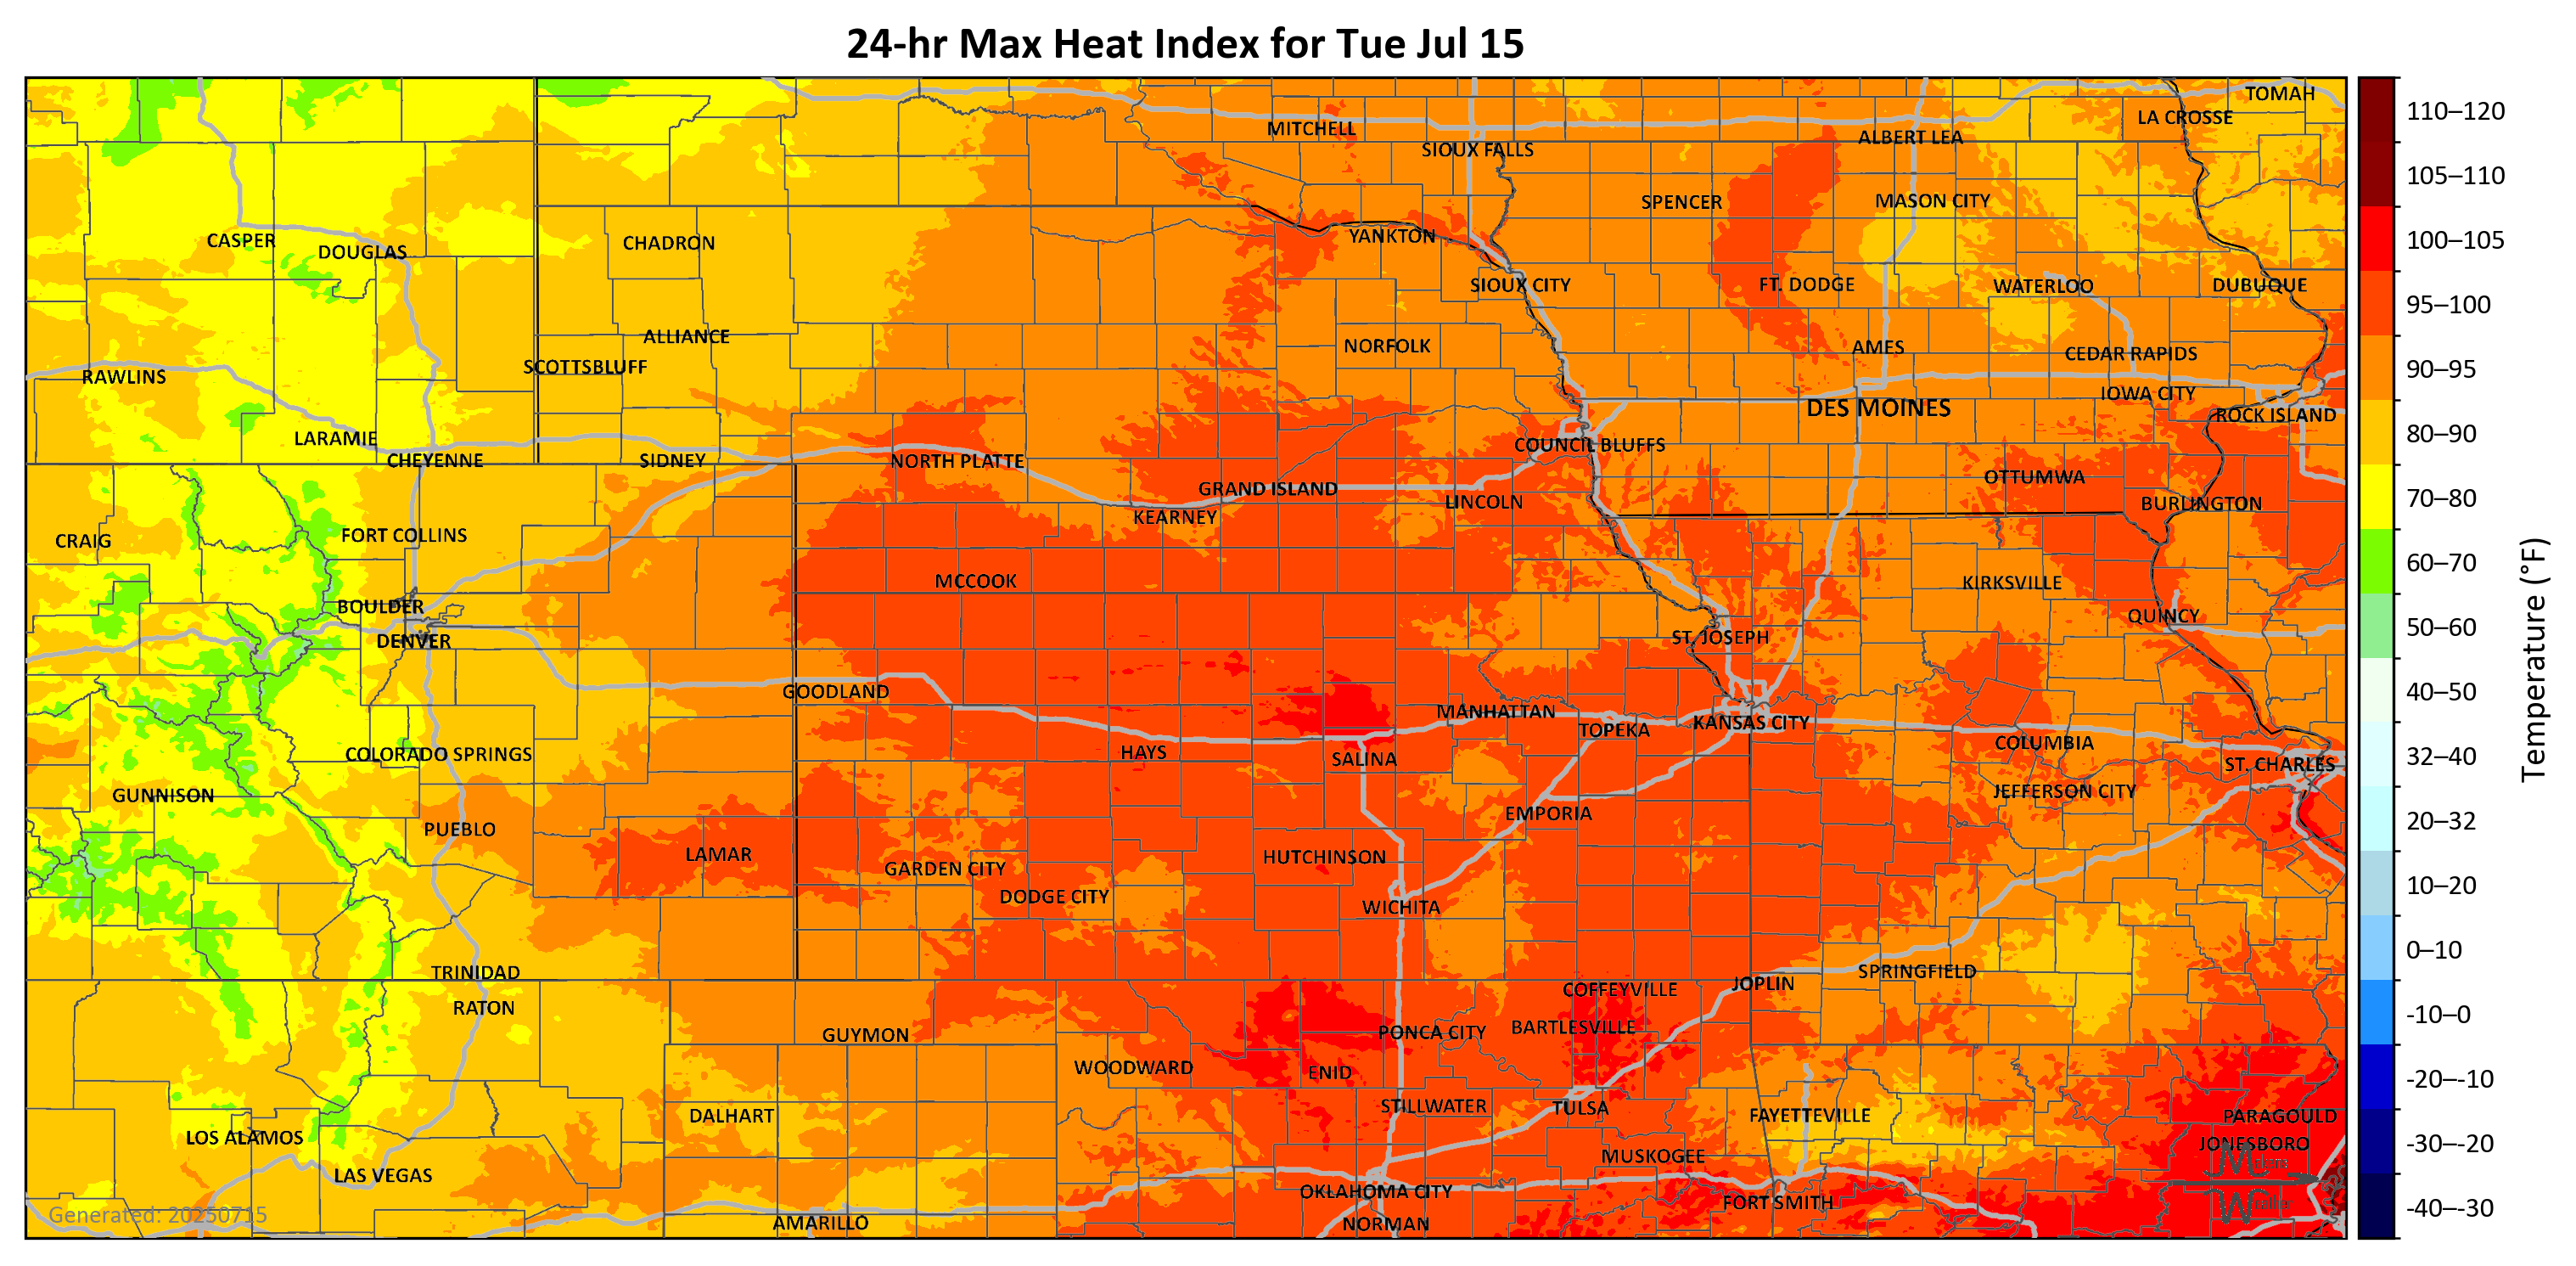 24-hr Max Heat Index for Tue Jul 15
TOMAH
LA CROSSE
MITCHELL
ALBERT LEA
SIOUX FALLS
SPENCER
MASON CITY
YANKTON
CASPER
CHADRON
DOUGLAS
SIOUX CITY
FT. DODGE
WATERLOO
DUBUQUE
ALLIANCE
NORFOLK
AMES
CEDAR RAPIDS
SCOTTSBLUFF
RAWLINS
IOWA CITY
DES MOINES
ROCK ISLAND
LARAMIE
COUNCIL BLUFFS
CHEYENNE
SIDNEY
NORTH PLATTE
OTTUMWA
GRAND ISLAND
LINCOLN
BURLINGTON
KEARNEY
FORT COLLINS
CRAIG
MCCOOK
KIRKSVILLE
BOULDER
QUINCY
DENVER
ST. JOSEPH
GOODLAND
MANHATTAN
KANSAS CITY
TOPEKA
COLUMBIA
COLORADO SPRINGS
HAYS
SALINA
ST. CHARLES
GUNNISON
JEFFERSON CITY
EMPORIA
PUEBLO
LAMAR
HUTCHINSON
GARDEN CITY
DODGE CITY
WICHITA
TRINIDAD
SPRINGFIELD
JOPLIN
COFFEYVILLE
RATON
BARTLESVILLE
PONCA CITY
GUYMON
WOODWARD
ENID
STILLWATER
TULSA
DALHART
FAYETTEVILLE
PARAGOULD
LOS ALAMOS
JONESBORO
MUSKOGEE
LAS VEGAS
OKLAHOMA CITY
FORT SMITH
AMARILLO
NORMAN
Generated: 20250715
110–120
105–110
100–105
95–100
90–95
80–90
70–80
60–70
50–60
40–50
32–40
20–32
10–20
0–10
-10–0
-20–-10
-30–-20
-40–-30
Temperature (°F)